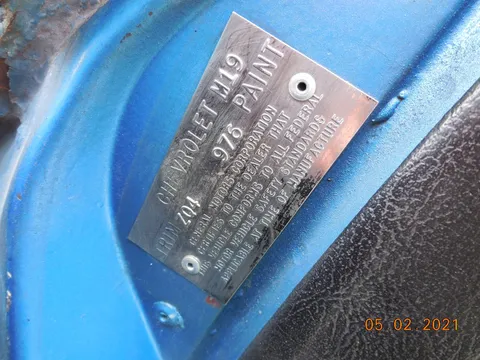 CHEVROLET M19
TRIM 704 976 PAINT
GENERAL MOTORS CORPORATION
CERTIFIES TO THE DEALER THAT
THIS VEHICLE CONFORMS TO ALL FEDERAL
MOTOR VEHICLE SAFETY STANDARDS
APPLICABLE AT TIME OF MANUFACTURE
05.02.2021